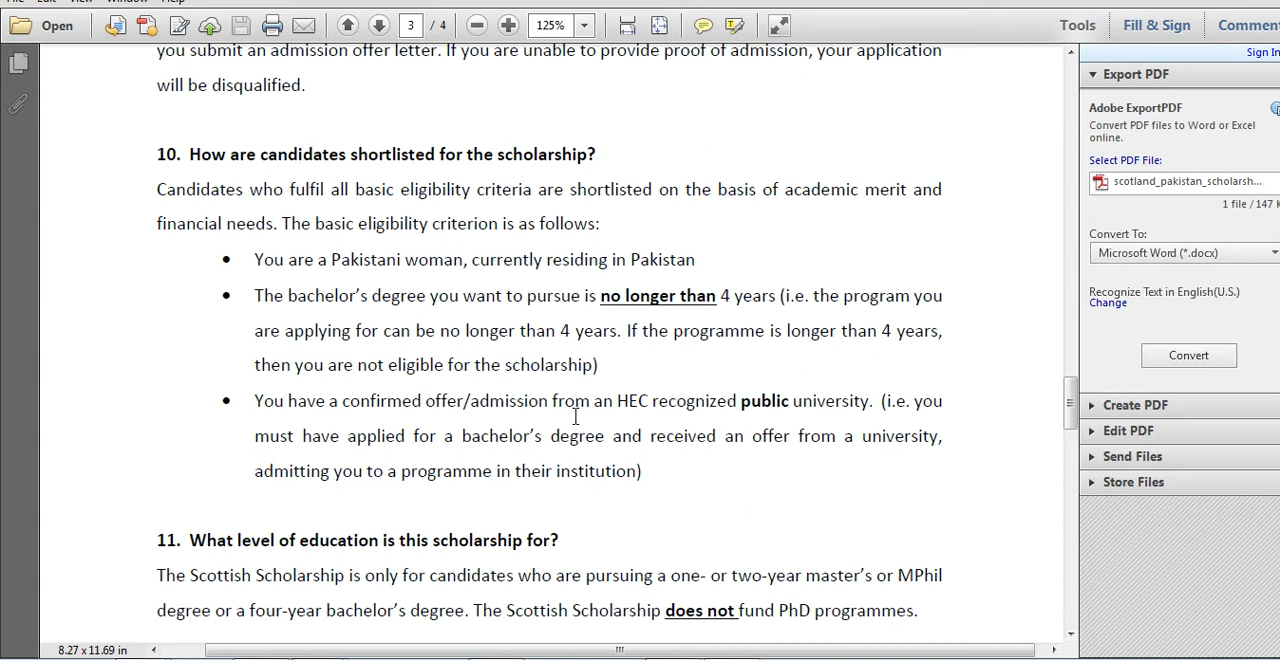 Open
3 / 4
125%
Tools
Fill & Sign
Commen
you submit an admission offer letter. If you are unable to provide proof of admission, your application
will be disqualified.
10. How are candidates shortlisted for the scholarship?
Candidates who fulfil all basic eligibility criteria are shortlisted on the basis of academic merit and
financial needs. The basic eligibility criterion is as follows:
• You are a Pakistani woman, currently residing in Pakistan
• The bachelor’s degree you want to pursue is no longer than 4 years (i.e. the program you
are applying for can be no longer than 4 years. If the programme is longer than 4 years,
then you are not eligible for the scholarship)
• You have a confirmed offer/admission from an HEC recognized public university. (i.e. you
must have applied for a bachelor’s degree and received an offer from a university,
admitting you to a programme in their institution)
11. What level of education is this scholarship for?
The Scottish Scholarship is only for candidates who are pursuing a one- or two-year master’s or MPhil
degree or a four-year bachelor’s degree. The Scottish Scholarship does not fund PhD programmes.
8.27 x 11.69 in
Sign In
Export PDF
Adobe ExportPDF
Convert PDF files to Word or Excel
online.
Select PDF File:
scotland_pakistan_scholarsh...
1 file / 147 K
Convert To:
Microsoft Word (*.docx)
Recognize Text in English(U.S.)
Change
Convert
Create PDF
Edit PDF
Send Files
Store Files